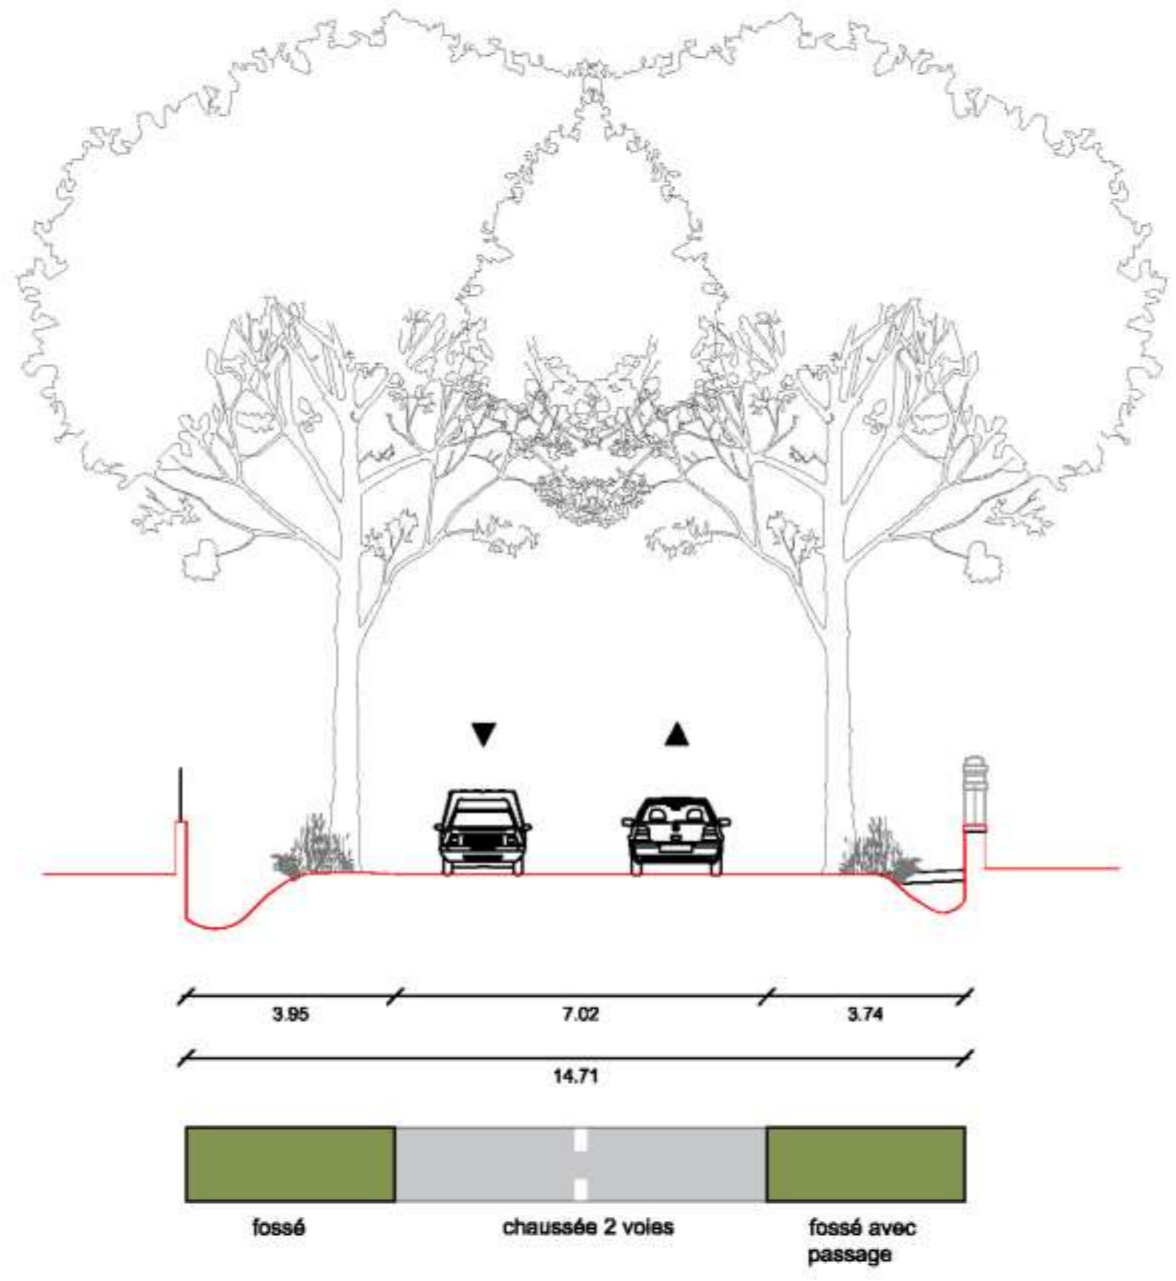 3.95
7.02
3.74
14.71
fossé
chaussée 2 voies
fossé avec
passage